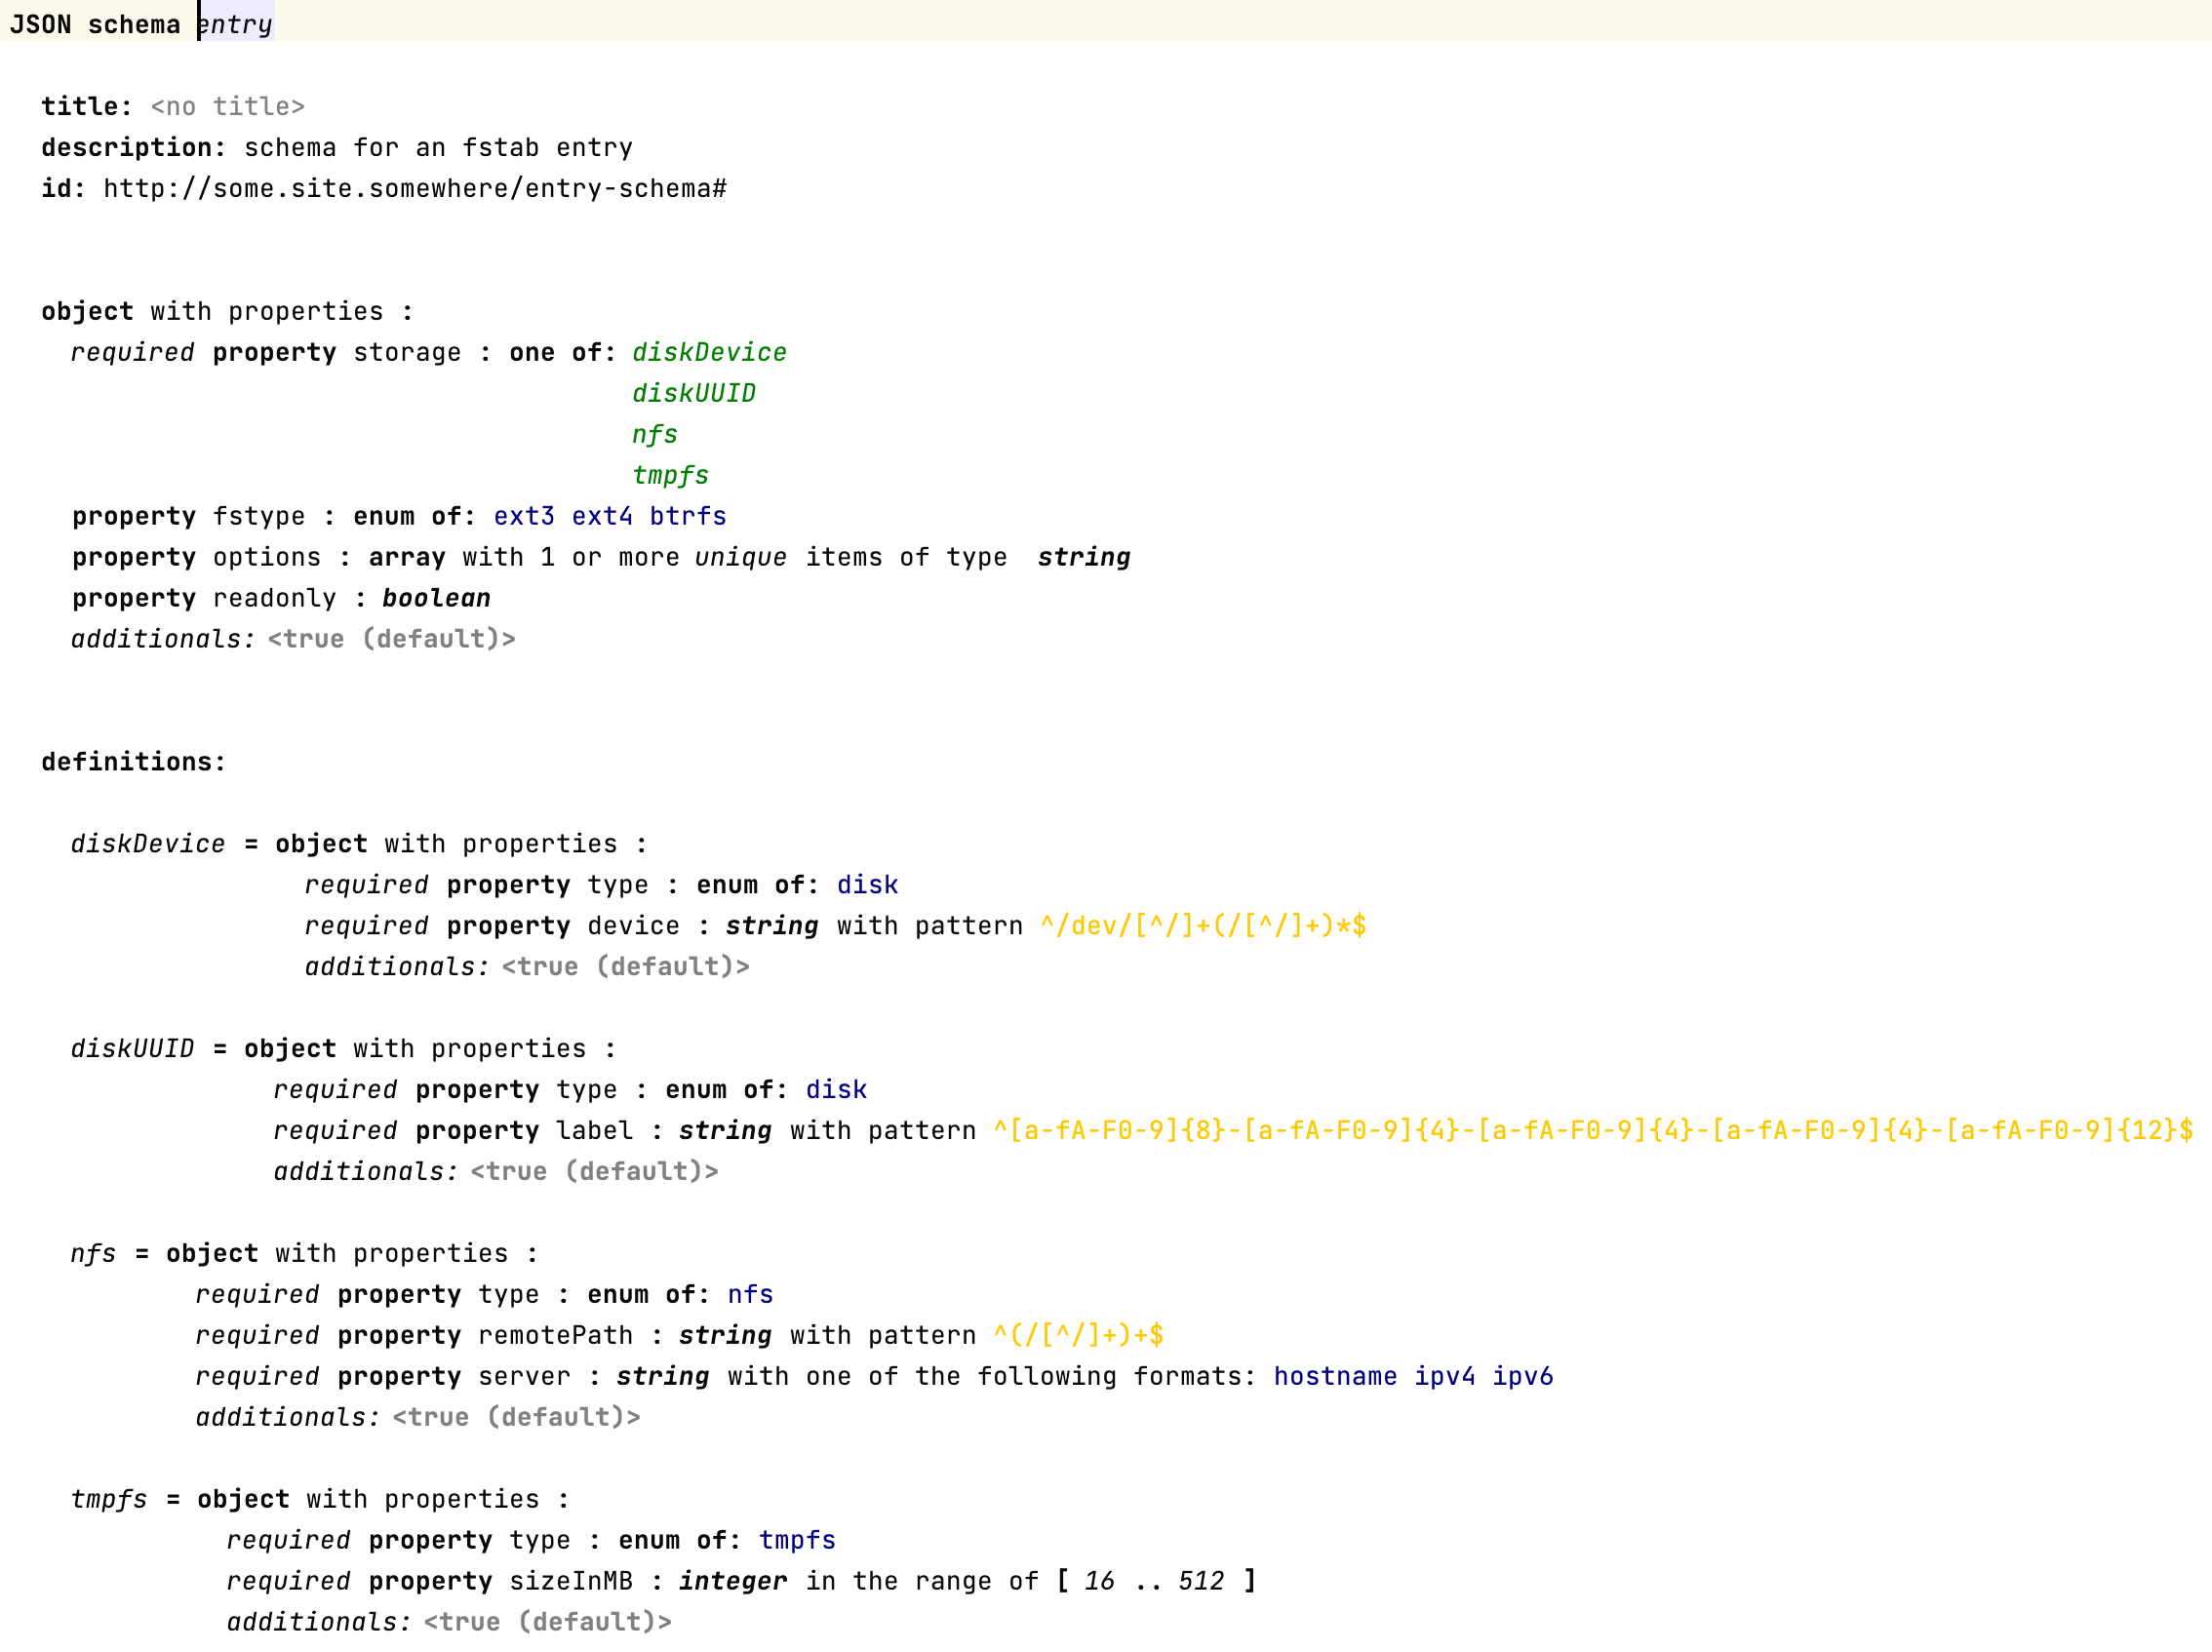 JSON schema entry
title: <no title>
description: schema for an fstab entry
id: http://some.site.somewhere/entry-schema#
object with properties :
required property storage : one of: diskDevice
diskUUID
nfs
tmpfs
property fstype : enum of: ext3 ext4 btrfs
property options : array with 1 or more unique items of type string
property readonly : boolean
additionals: <true (default)>
definitions:
diskDevice = object with properties :
required property type : enum of: disk
required property device : string with pattern ^/dev/[^/]+(/[^/]+)*$
additionals: <true (default)>
diskUUID = object with properties :
required property type : enum of: disk
required property label : string with pattern ^[a-fA-F0-9]{8}-[a-fA-F0-9]{4}-[a-fA-F0-9]{4}-[a-fA-F0-9]{4}-[a-fA-F0-9]{12}$
additionals: <true (default)>
nfs = object with properties :
required property type : enum of: nfs
required property remotePath : string with pattern ^(/[^/]+)+$
required property server : string with one of the following formats: hostname ipv4 ipv6
additionals: <true (default)>
tmpfs = object with properties :
required property type : enum of: tmpfs
required property sizeInMB : integer in the range of [ 16 .. 512 ]
additionals: <true (default)>